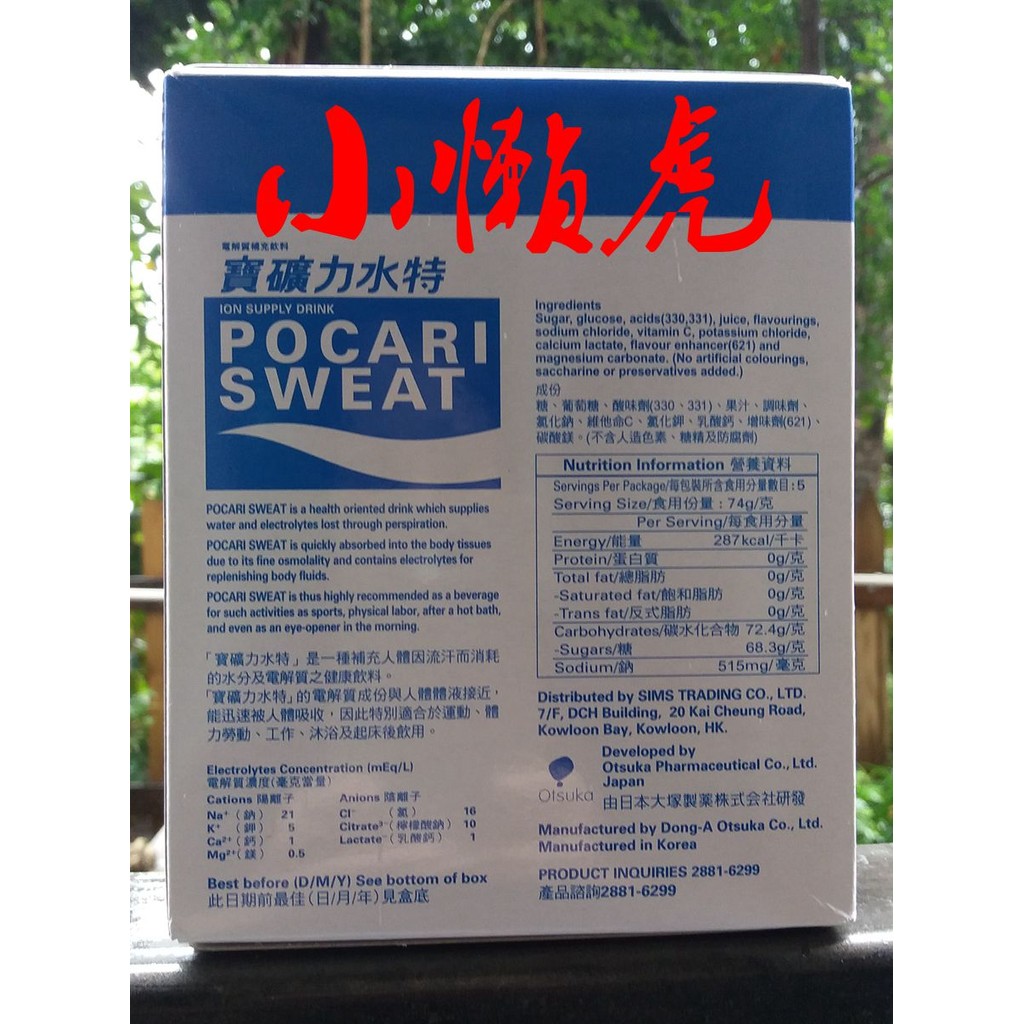 小懶虎
電解質補充飲料
寶礦力水特
ION SUPPLY DRINK
POCARI
SWEAT
POCARI SWEAT is a health oriented drink which supplies
water and electrolytes lost through perspiration.
POCARI SWEAT is quickly absorbed into the body tissues
due to its fine osmolality and contains electrolytes for
replenishing body fluids.
POCARI SWEAT is thus highly recommended as a beverage
for such activities as sports, physical labor, after a hot bath,
and even as an eye-opener in the morning.
「寶礦力水特」是一種補充人體因流汗而消耗
的水分及電解質之健康飲料。
「寶礦力水特」的電解質成份與人體體液接近，
能迅速被人體吸收，因此特別適合於運動、體
力勞動、工作、沐浴及起床後飲用。
Electrolytes Concentration (mEq/L)
電解質濃度(毫克當量)
Cations 陽離子 Anions 陰離子
Na⁺ (鈉) 21 Cl⁻ (氯) 16
K⁺ (鉀) 5 Citrate³⁻(檸檬酸鈉) 10
Ca²⁺(鈣) 1 Lactate⁻(乳酸鈣) 1
Mg²⁺(鎂) 0.5
Best before (D/M/Y) See bottom of box
此日期前最佳(日/月/年)見盒底
Ingredients
Sugar, glucose, acids(330,331), juice, flavourings,
sodium chloride, vitamin C, potassium chloride,
calcium lactate, flavour enhancer(621) and
magnesium carbonate. (No artificial colourings,
saccharine or preservatives added.)
成份
糖、葡萄糖、酸味劑(330、331)、果汁、調味劑、
氯化鈉、維他命C、氯化鉀、乳酸鈣、增味劑(621)、
碳酸鎂。(不含人造色素、糖精及防腐劑)
Nutrition Information 營養資料
Servings Per Package/每包裝所含食用分量數目: 5
Serving Size/食用份量 : 74g/克
Per Serving/每食用分量
Energy/能量 287kcal/千卡
Protein/蛋白質 0g/克
Total fat/總脂肪 0g/克
-Saturated fat/飽和脂肪 0g/克
-Trans fat/反式脂肪 0g/克
Carbohydrates/碳水化合物 72.4g/克
-Sugars/糖 68.3g/克
Sodium/鈉 515mg/毫克
Distributed by SIMS TRADING CO., LTD.
7/F, DCH Building, 20 Kai Cheung Road,
Kowloon Bay, Kowloon, HK.
Otsuka
Developed by
Otsuka Pharmaceutical Co., Ltd.
Japan
由日本大塚製薬株式会社研發
Manufactured by Dong-A Otsuka Co., Ltd.
Manufactured in Korea
PRODUCT INQUIRIES 2881-6299
產品諮詢2881-6299